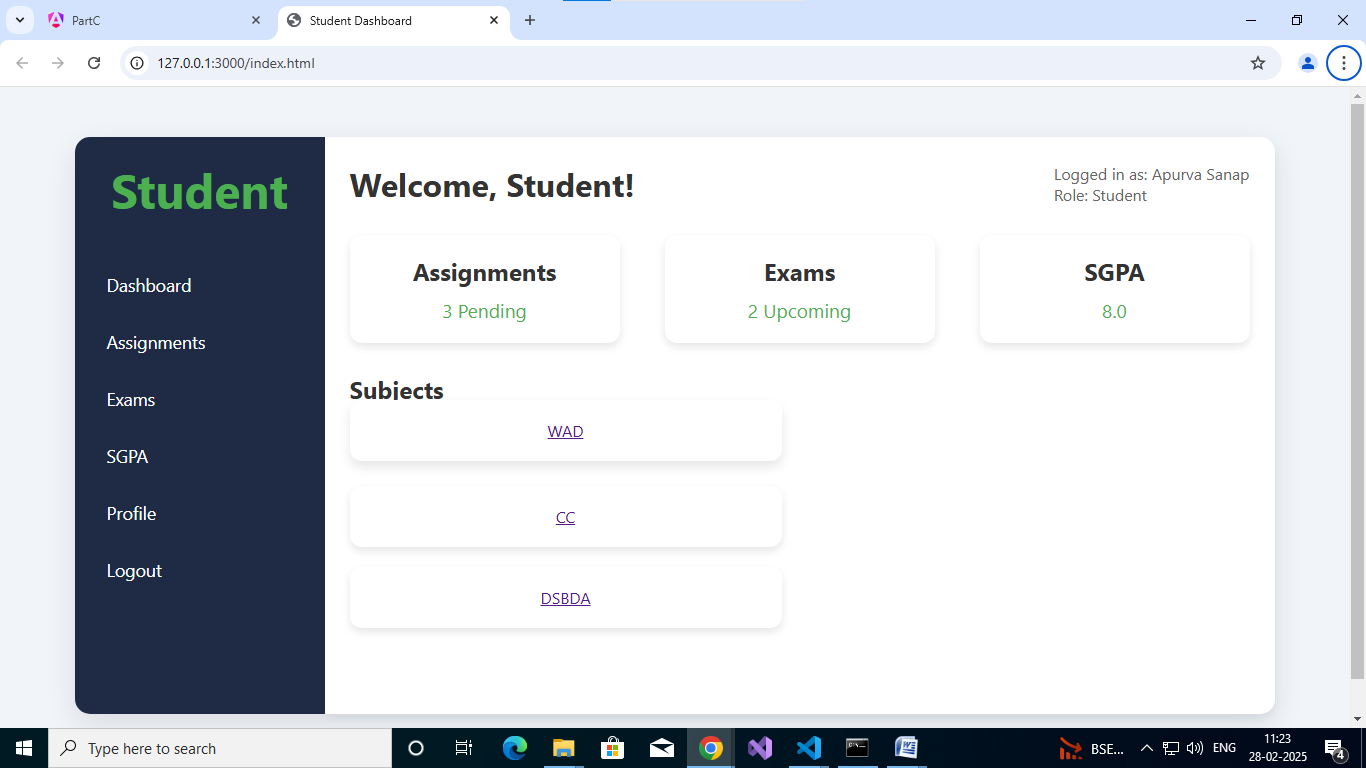 PartC
Student Dashboard
127.0.0.1:3000/index.html
Student
Dashboard
Assignments
Exams
SGPA
Profile
Logout
Welcome, Student!
Logged in as: Apurva Sanap
Role: Student
Assignments
3 Pending
Exams
2 Upcoming
SGPA
8.0
Subjects
WAD
CC
DSBDA
Type here to search
BSE...
ENG
11:23
28-02-2025
4